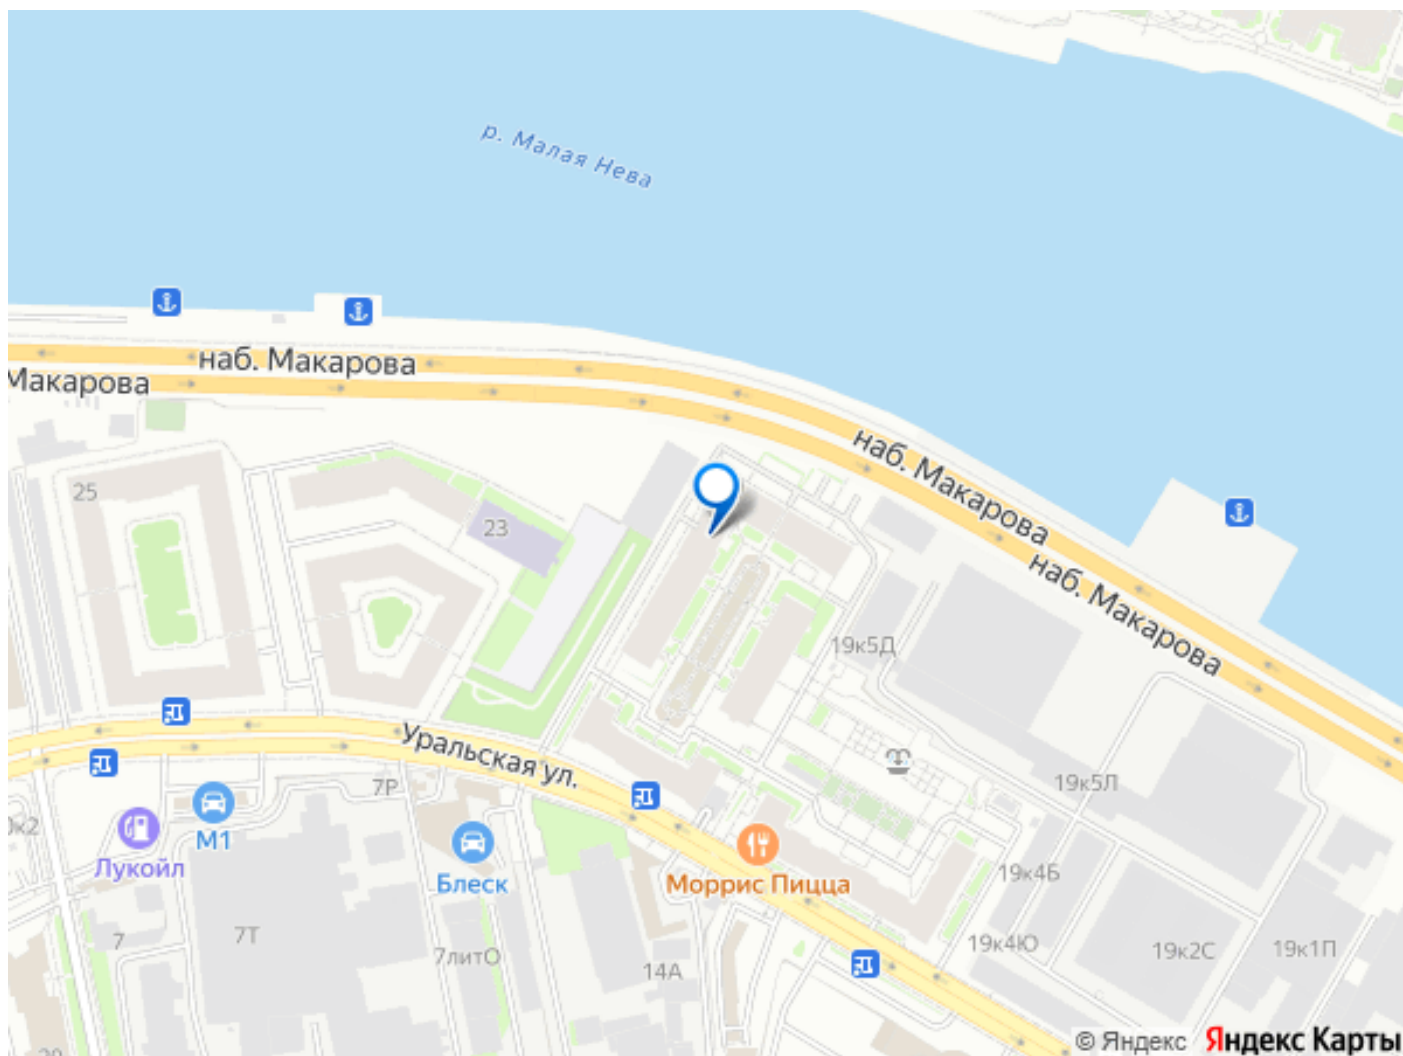 р. Малая Нева
наб. Макарова
Макарова
наб. Макарова
наб. Макарова
25
23
19к5Д
Уральская ул.
7Р
19к5Л
М1
Лукойл
Блеск
Моррис Пицца
19к4Б
7
7Т
7литО
14А
19к4Ю
19к2С
19к1П
© Яндекс Яндекс Карты